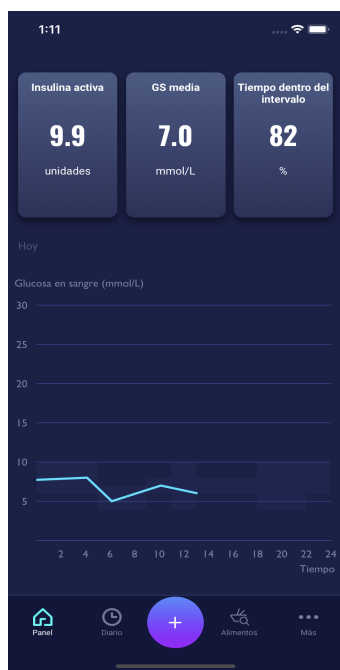 1:11
Insulina activa
9.9
unidades
GS media
7.0
mmol/L
Tiempo dentro del
intervalo
82
%
Hoy
Glucosa en sangre (mmol/L)
30
25
20
15
10
5
2 4 6 8 10 12 14 16 18 20 22 24
Tiempo
Panel
Diario
+
Alimentos
Más